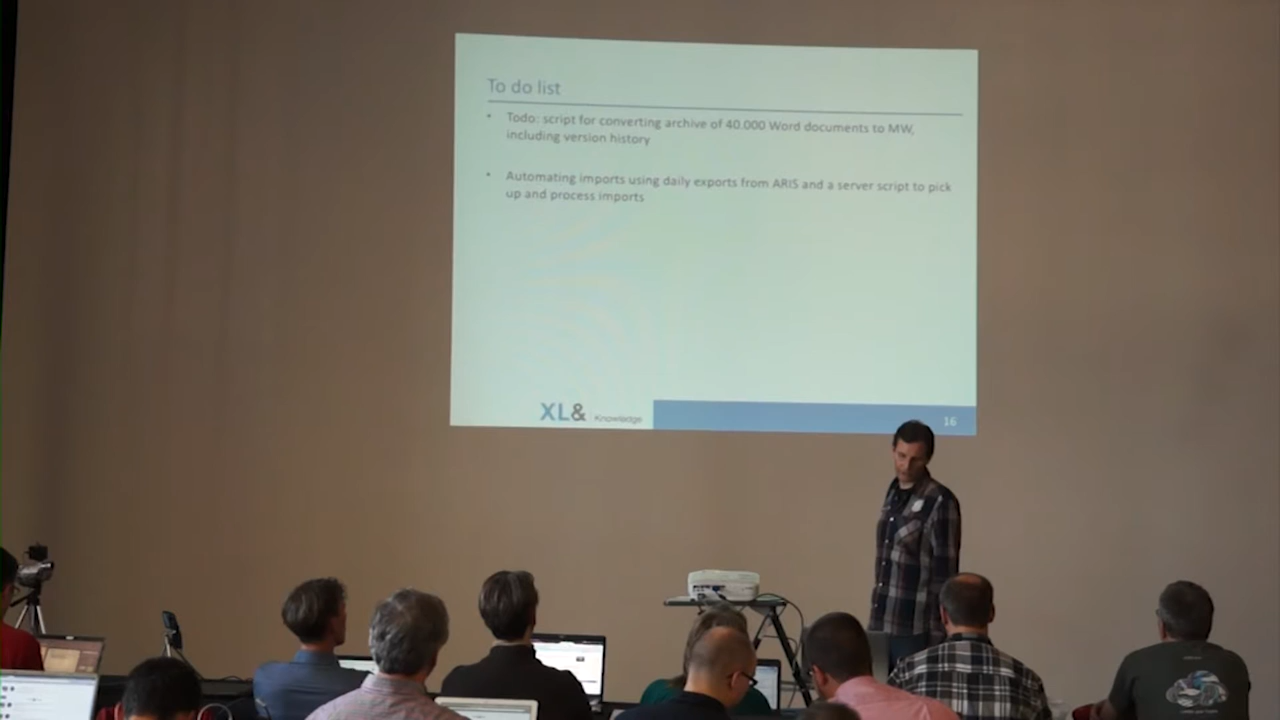 To do list
• Todo: script for converting archive of 40.000 Word documents to MW,
including version history
• Automating imports using daily exports from ARIS and a server script to pick
up and process imports
XL& Knowledge
16